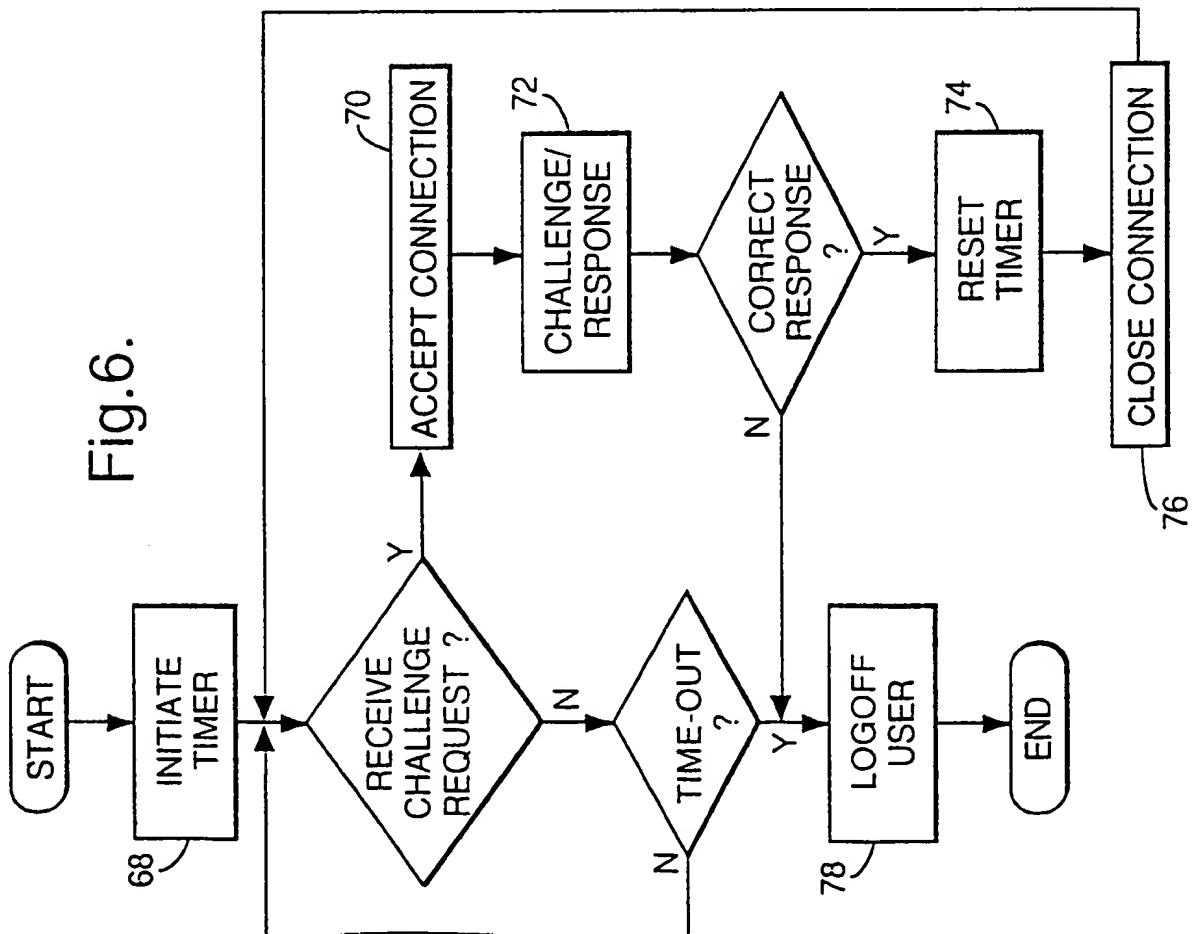 Fig.6.
START
INITIATE
TIMER
68
RECEIVE
CHALLENGE
REQUEST ?
Y
N
TIME-OUT
?
N
Y
LOGOFF
USER
78
END
70
ACCEPT CONNECTION
72
CHALLENGE/
RESPONSE
CORRECT
RESPONSE
?
N
Y
74
RESET
TIMER
CLOSE CONNECTION
76